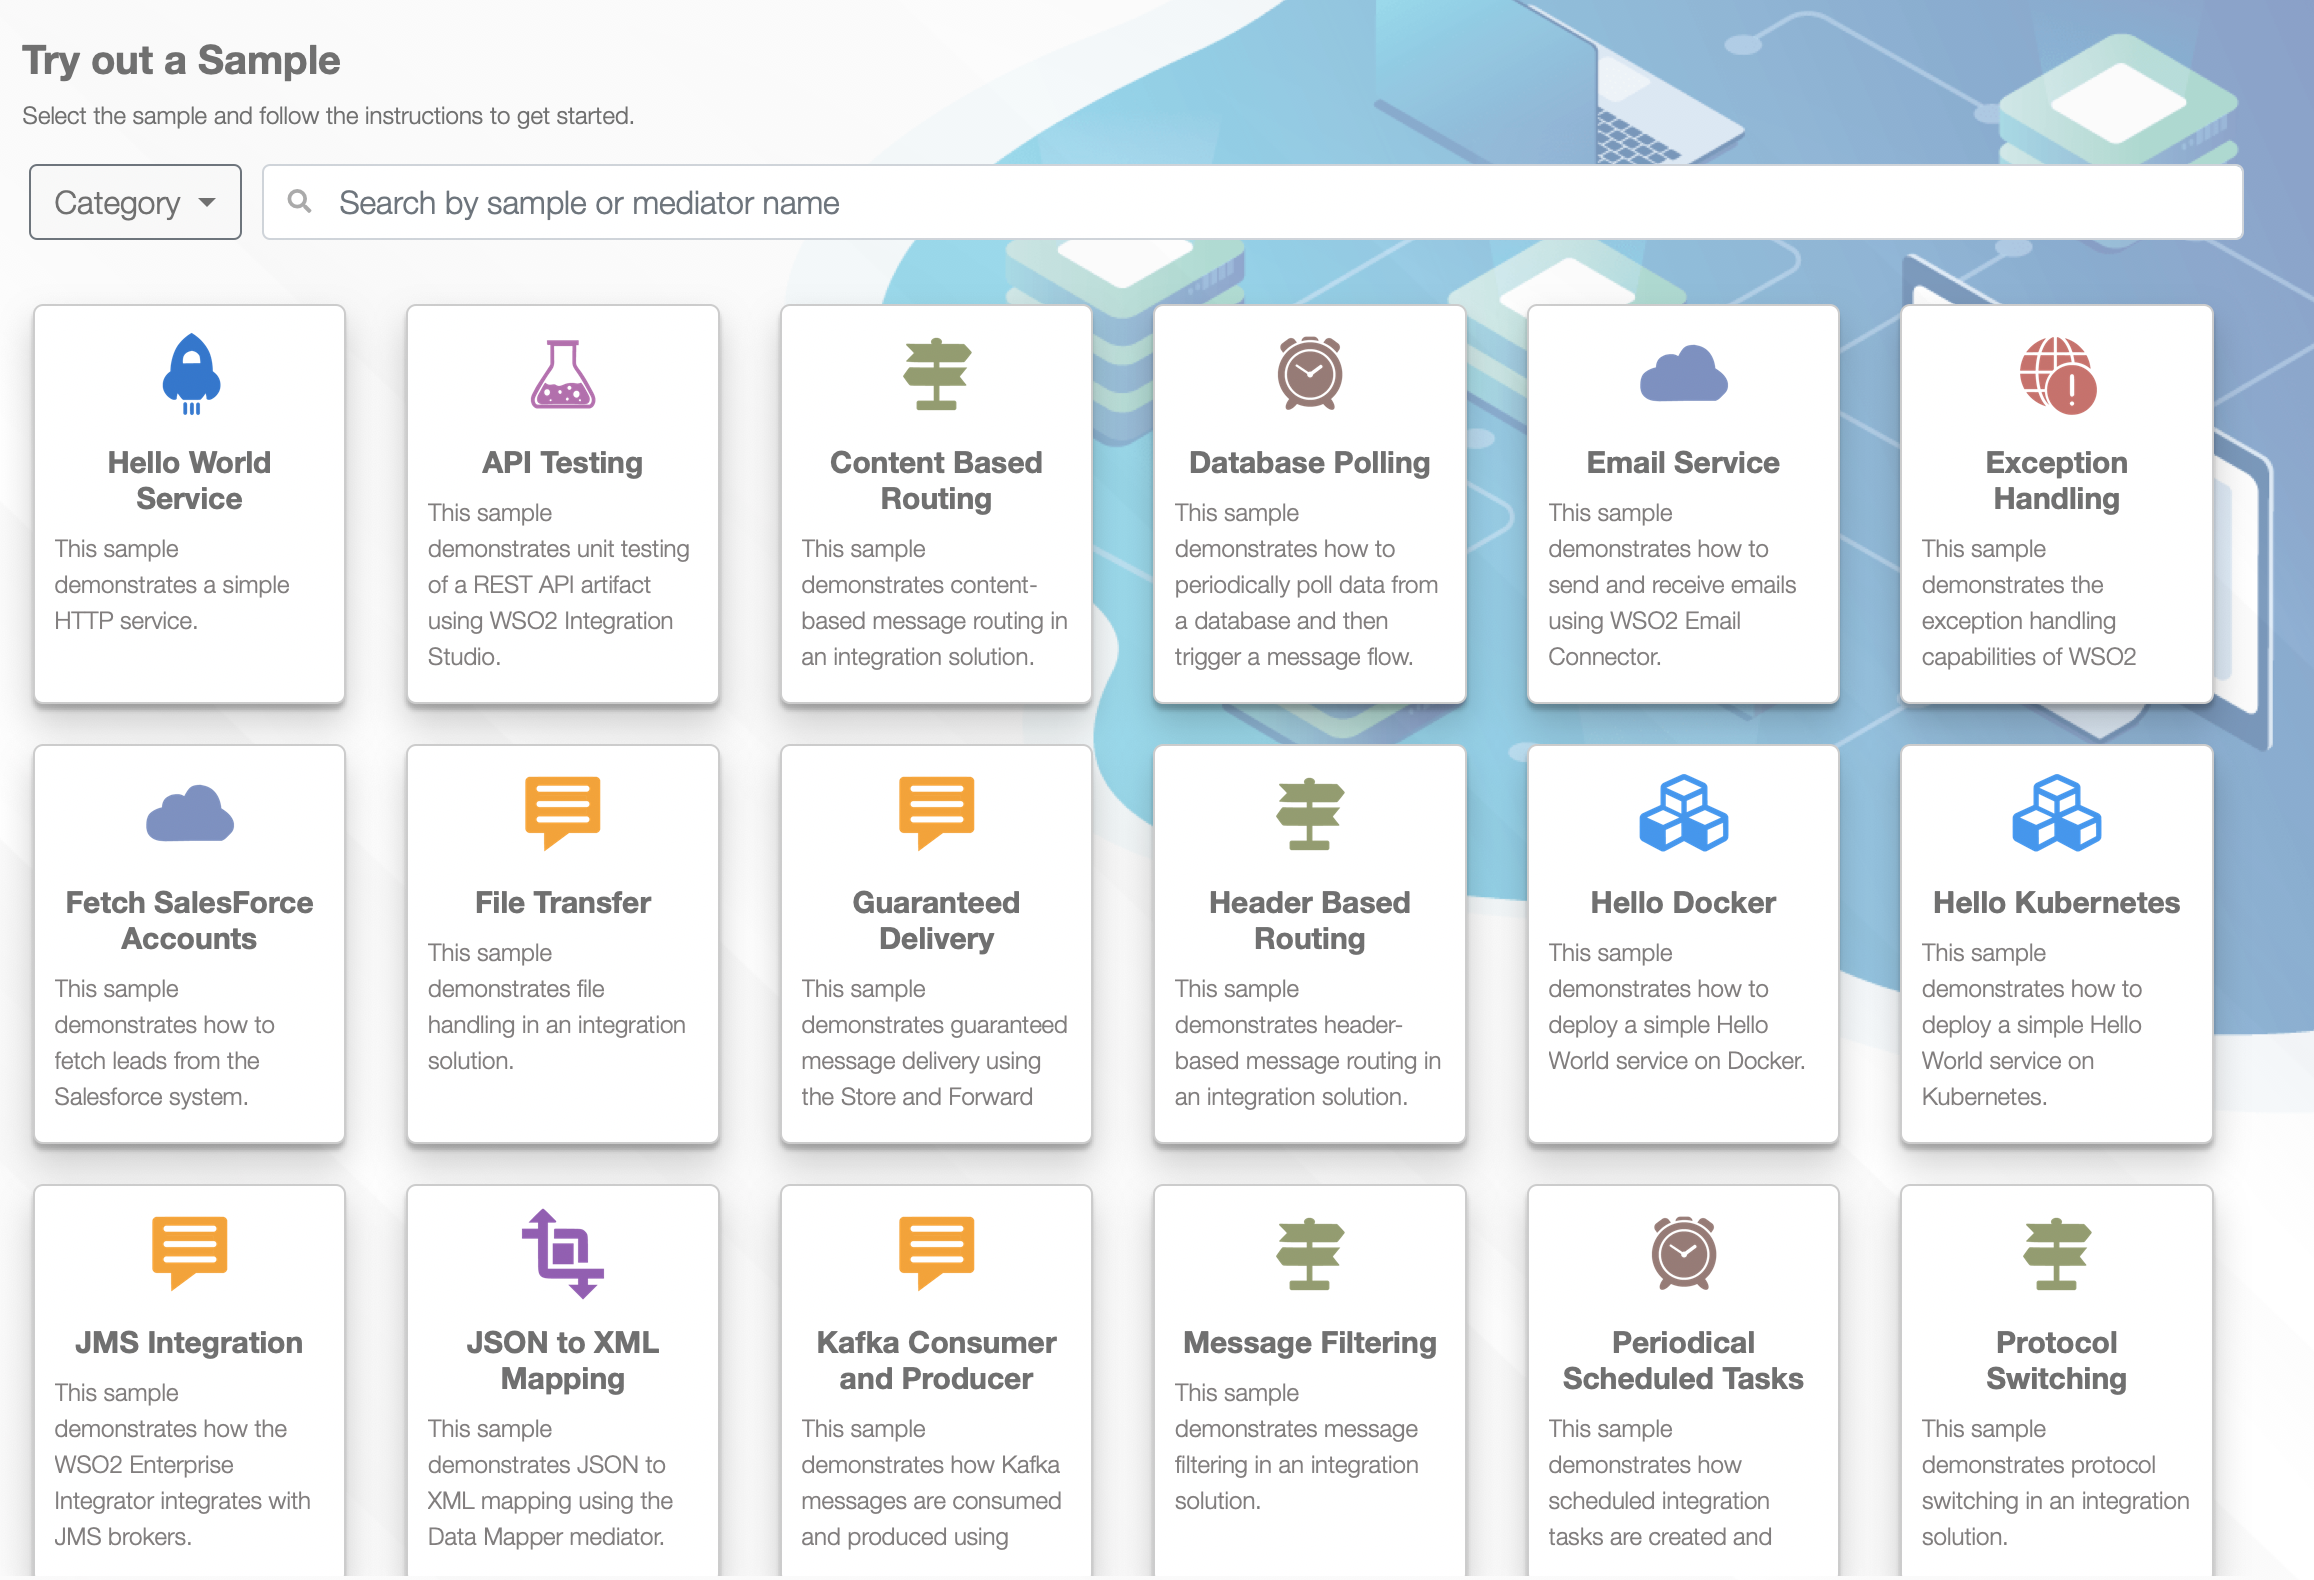 Try out a Sample
Select the sample and follow the instructions to get started.
Category
Search by sample or mediator name
Hello World
Service
This sample
demonstrates a simple
HTTP service.
API Testing
This sample
demonstrates unit testing
of a REST API artifact
using WSO2 Integration
Studio.
Content Based
Routing
This sample
demonstrates content-
based message routing in
an integration solution.
Database Polling
This sample
demonstrates how to
periodically poll data from
a database and then
trigger a message flow.
Email Service
This sample
demonstrates how to
send and receive emails
using WSO2 Email
Connector.
Exception
Handling
This sample
demonstrates the
exception handling
capabilities of WSO2
Fetch SalesForce
Accounts
This sample
demonstrates how to
fetch leads from the
Salesforce system.
File Transfer
This sample
demonstrates file
handling in an integration
solution.
Guaranteed
Delivery
This sample
demonstrates guaranteed
message delivery using
the Store and Forward
Header Based
Routing
This sample
demonstrates header-
based message routing in
an integration solution.
Hello Docker
This sample
demonstrates how to
deploy a simple Hello
World service on Docker.
Hello Kubernetes
This sample
demonstrates how to
deploy a simple Hello
World service on
Kubernetes.
JMS Integration
This sample
demonstrates how the
WSO2 Enterprise
Integrator integrates with
JMS brokers.
JSON to XML
Mapping
This sample
demonstrates JSON to
XML mapping using the
Data Mapper mediator.
Kafka Consumer
and Producer
This sample
demonstrates how Kafka
messages are consumed
and produced using
Message Filtering
This sample
demonstrates message
filtering in an integration
solution.
Periodical
Scheduled Tasks
This sample
demonstrates how
scheduled integration
tasks are created and
Protocol
Switching
This sample
demonstrates protocol
switching in an integration
solution.